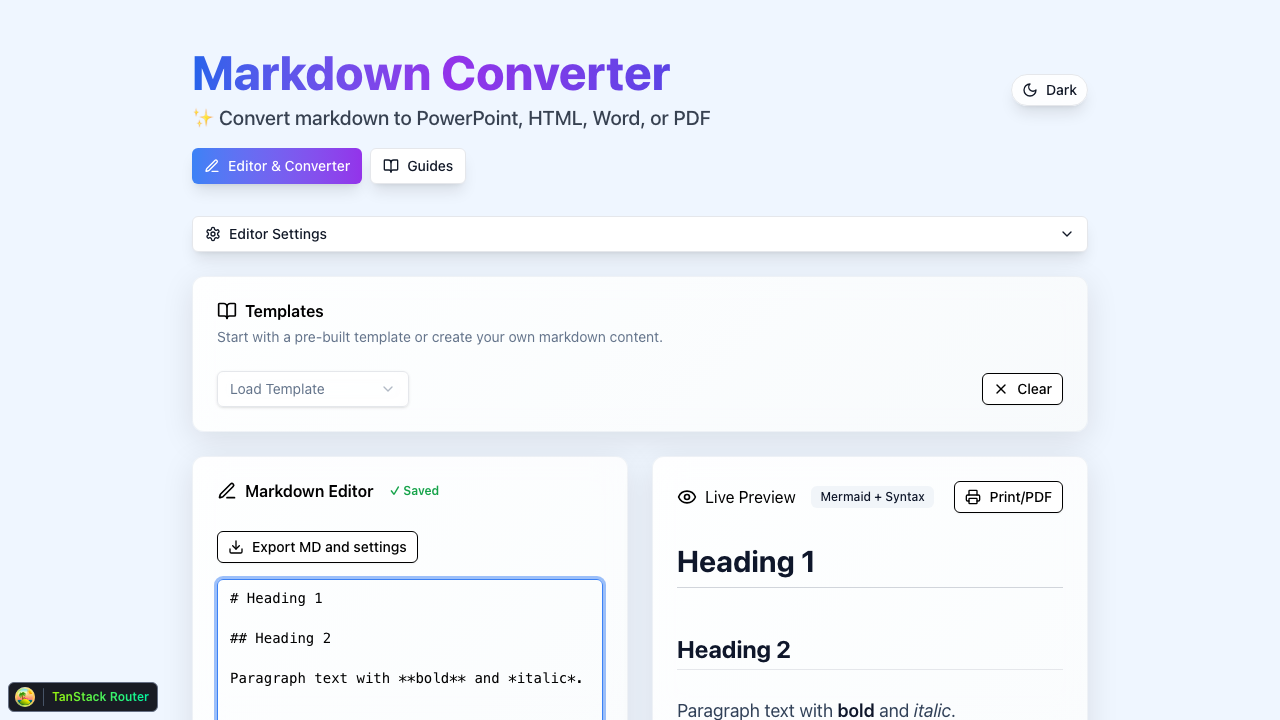 Markdown Converter
✨ Convert markdown to PowerPoint, HTML, Word, or PDF
Dark
Editor & Converter
Guides
Editor Settings
Templates
Start with a pre-built template or create your own markdown content.
Load Template
Clear
Markdown Editor
✓ Saved
Export MD and settings
# Heading 1
## Heading 2
Paragraph text with **bold** and *italic*.
Live Preview
Mermaid + Syntax
Print/PDF
Heading 1
Heading 2
Paragraph text with bold and italic.
TanStack Router